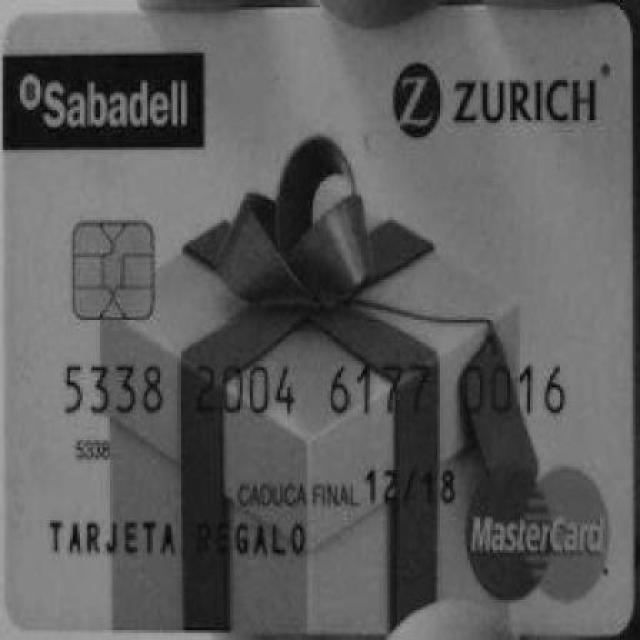 Sabadell
ZURICH
5338 2004 6177 0016
5338
CADUCA FINAL 12/18
TARJETA REGALO
MasterCard